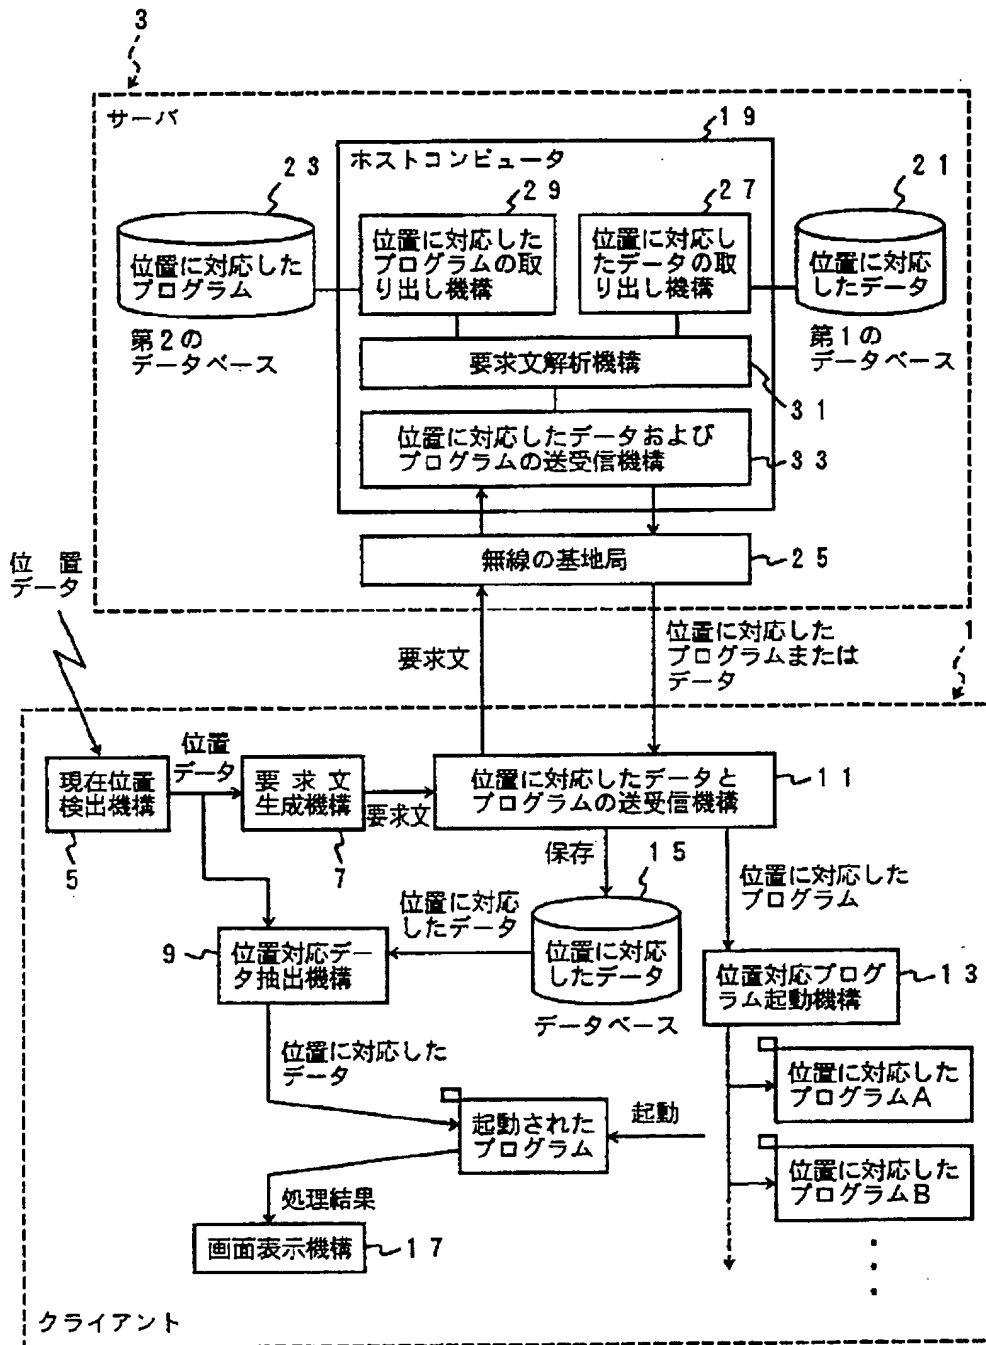 3
サーバ
19
ホストコンピュータ
23
29
27
21
位置に対応した
プログラム
位置に対応した
プログラムの取
り出し機構
位置に対応し
たデータの取
り出し機構
位置に対応
したデータ
第2の
データベース
第1の
データベース
要求文解析機構
31
位置に対応したデータおよび
プログラムの送受信機構
33
無線の基地局
25
位 置
データ
要求文
位置に対応した
プログラムまたは
データ
1
現在位置
検出機構
5
位置
データ
要 求 文
生成機構
7
要求文
位置に対応したデータと
プログラムの送受信機構
11
保存
15
位置に対応した
プログラム
位置に対応
したデータ
9
位置対応デー
タ抽出機構
位置に対応
したデータ
データベース
位置対応プログ
ラム起動機構
13
位置に対応した
データ
位置に対応した
プログラムA
起動された
プログラム
起動
位置に対応した
プログラムB
処理結果
画面表示機構
17
クライアント